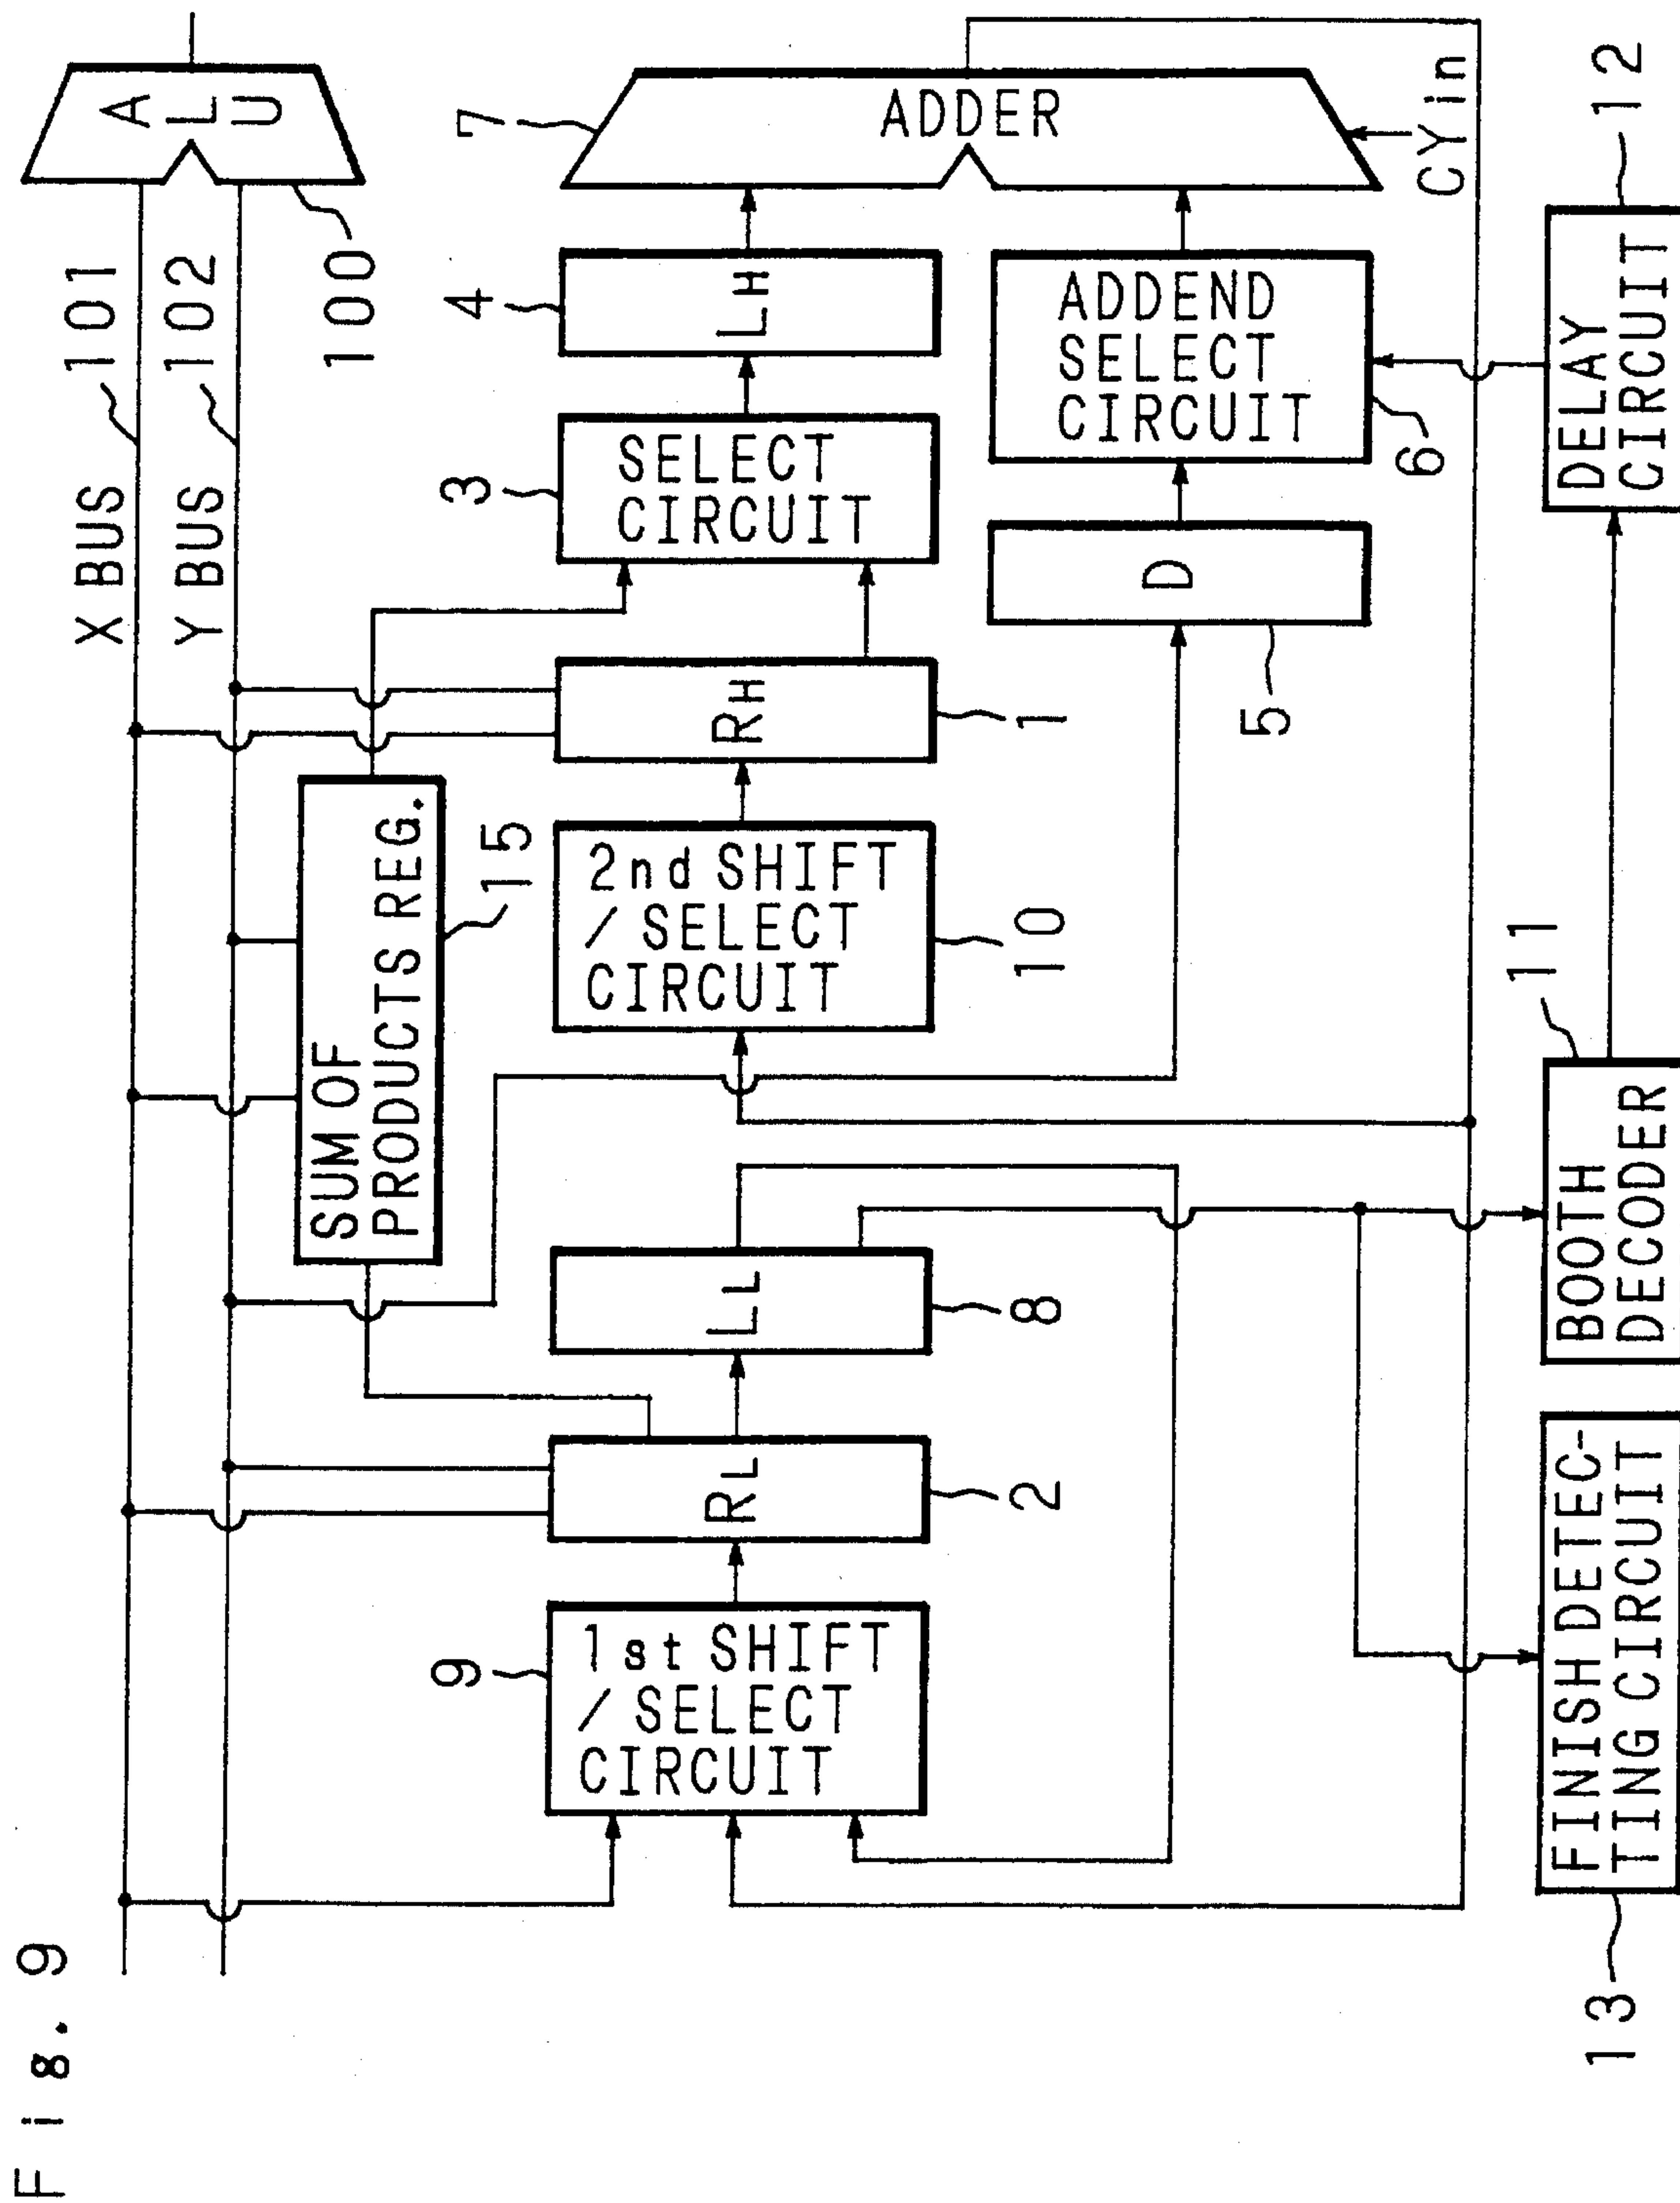 Fig. 9
X BUS
101
Y BUS
102
ALU
100
SUM OF
PRODUCTS REG.
15
9
1st SHIFT
/ SELECT
CIRCUIT
RL
2
LL
8
2nd SHIFT
/ SELECT
CIRCUIT
10
RH
1
3
SELECT
CIRCUIT
4
LH
7
ADDER
CYin
D
5
ADDEND
SELECT
CIRCUIT
6
FINISH DETEC-
TING CIRCUIT
13
BOOTH
DECODER
11
DELAY
CIRCUIT
12